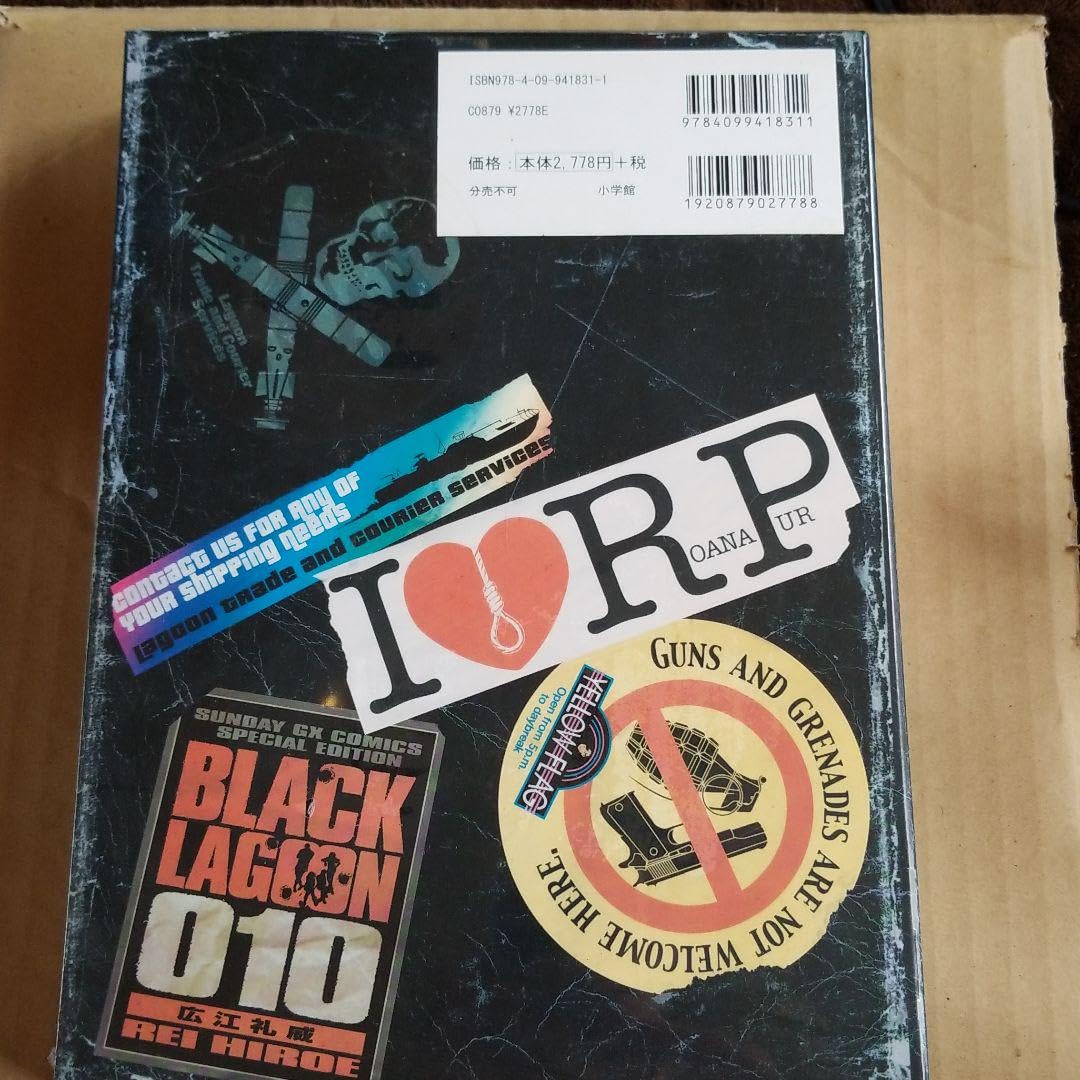 ISBN978-4-09-941831-1
C0879 ¥2778E
価格：本体2,778円＋税
分売不可 小学館
9784099418311
1920879027788
Lagoon
Trade and Courier
Services
CONTACT US FOR ANY OF
YOUR SHIPPING NEEDS
LAGOON TRADE AND COURIER SERVICES
I R OANA P UR
SUNDAY GX COMICS
SPECIAL EDITION
BLACK
LAGOON
010
広江礼威
REI HIROE
GUNS AND GRENADES ARE NOT WELCOME HERE.
YELLOW FLAG
Open from 5p.m.
to daybreak